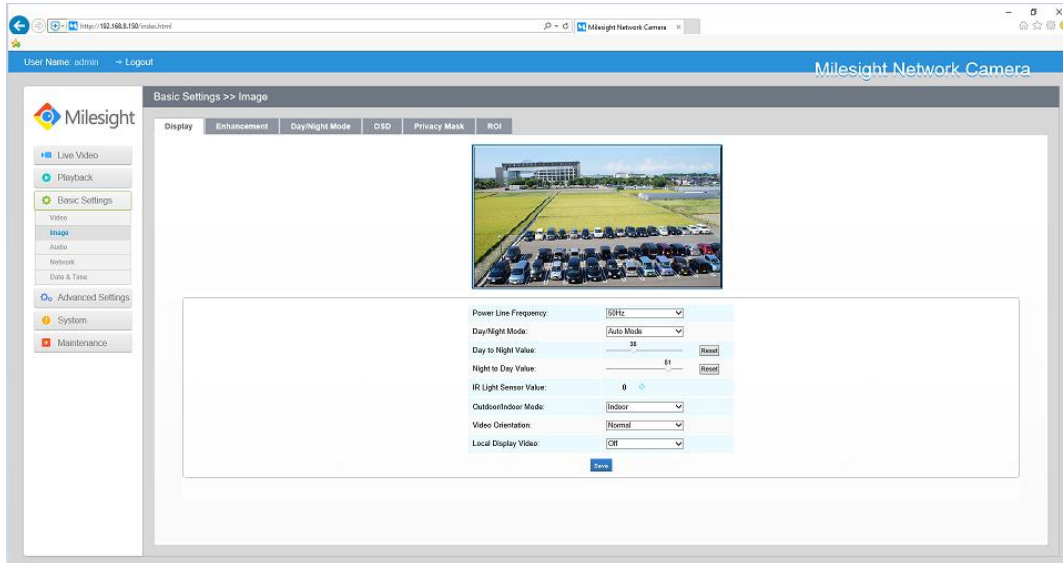 http://192.168.8.150/index.html
Milesight Network Camera
User Name: admin
Logout
Milesight Network Camera
Milesight
Basic Settings >> Image
Display Enhancement Day/Night Mode OSD Privacy Mask ROI
Live Video
Playback
Basic Settings
Video
Image
Audio
Network
Date & Time
Advanced Settings
System
Maintenance
Power Line Frequency: 50Hz
Day/Night Mode: Auto Mode
Day to Night Value: 36 Reset
Night to Day Value: 81 Reset
IR Light Sensor Value: 0
Outdoor/Indoor Mode: Indoor
Video Orientation: Normal
Local Display Video: Off
Save